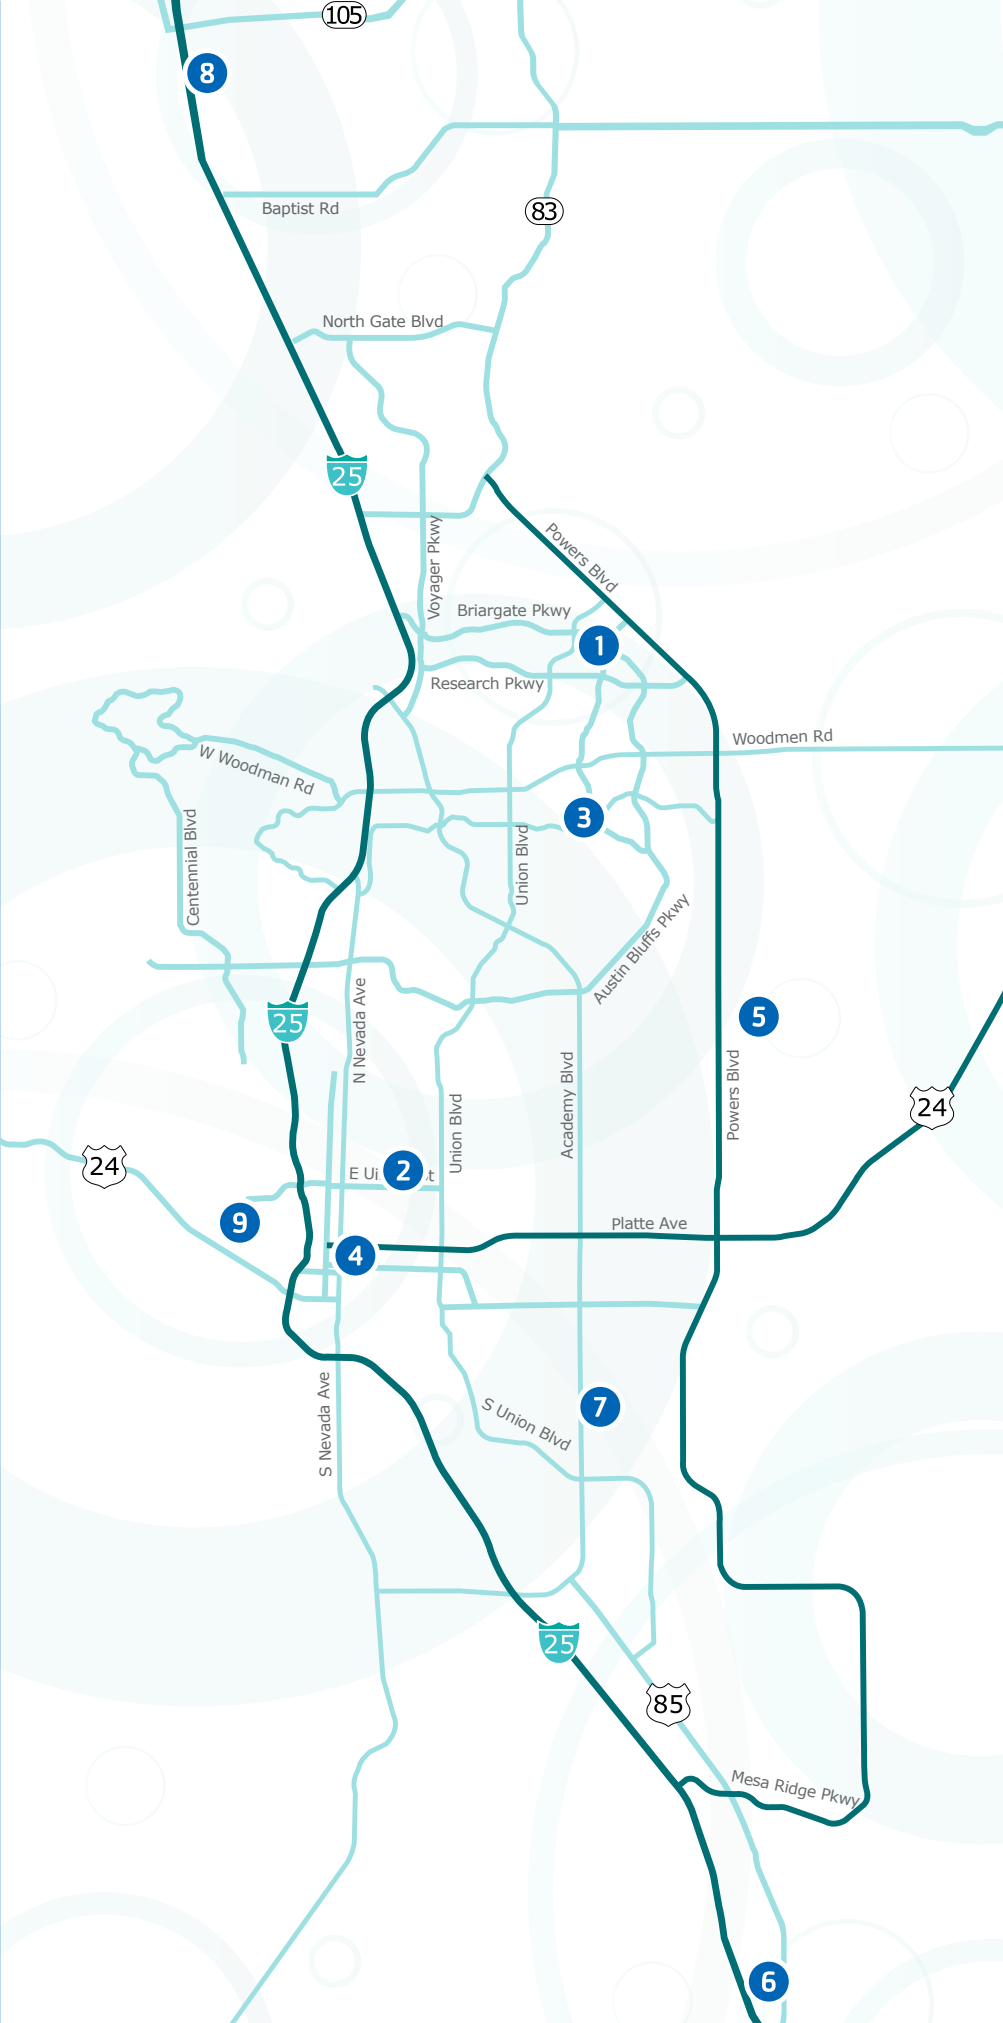 105
8
Baptist Rd
83
North Gate Blvd
25
Powers Blvd
Voyager Pkwy
Briargate Pkwy
1
Research Pkwy
Woodmen Rd
W Woodman Rd
3
Centennial Blvd
Union Blvd
Austin Bluffs Pkwy
25
N Nevada Ave
5
Academy Blvd
Powers Blvd
Union Blvd
24
24
E Ui
2
t
9
Platte Ave
4
S Nevada Ave
S Union Blvd
7
25
85
Mesa Ridge Pkwy
6